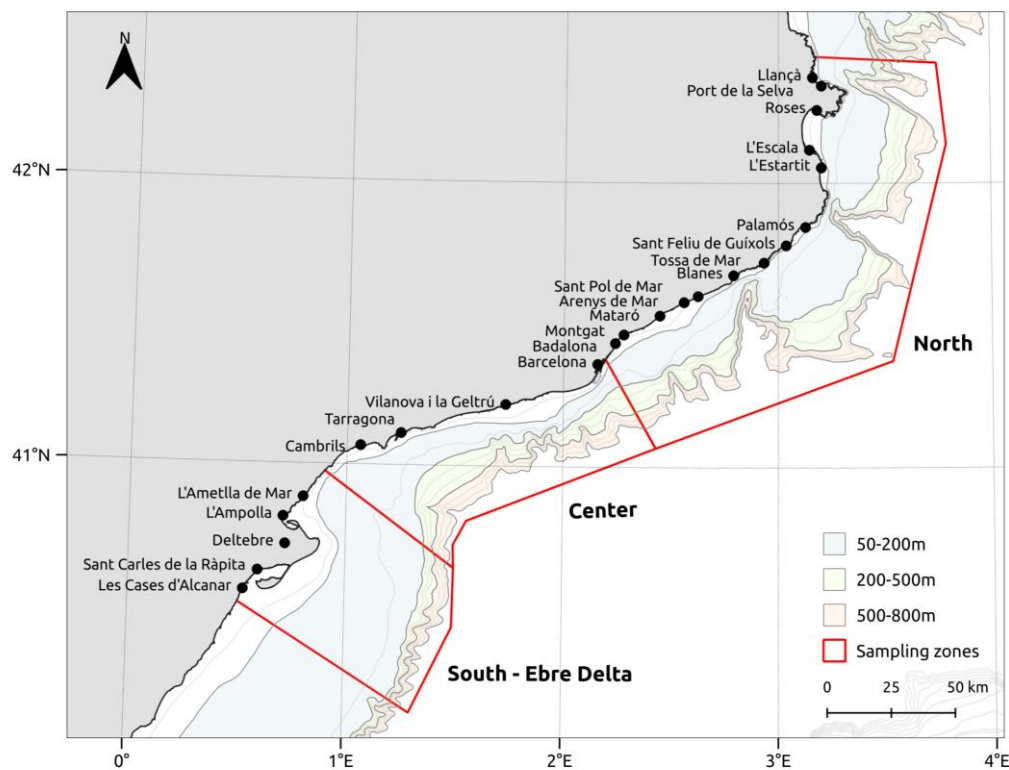 N
Llançà
Port de la Selva
Roses
L'Escala
L'Estartit
42°N
Palamós
Sant Feliu de Guíxols
Tossa de Mar
Blanes
Sant Pol de Mar
Arenys de Mar
Mataró
Montgat
Badalona
Barcelona
North
Vilanova i la Geltrú
Tarragona
Cambrils
41°N
L'Ametlla de Mar
L'Ampolla
Center
Deltebre
50-200m
Sant Carles de la Ràpita
200-500m
Les Cases d'Alcanar
500-800m
Sampling zones
South - Ebre Delta
0 25 50 km
0° 1°E 2°E 3°E 4°E